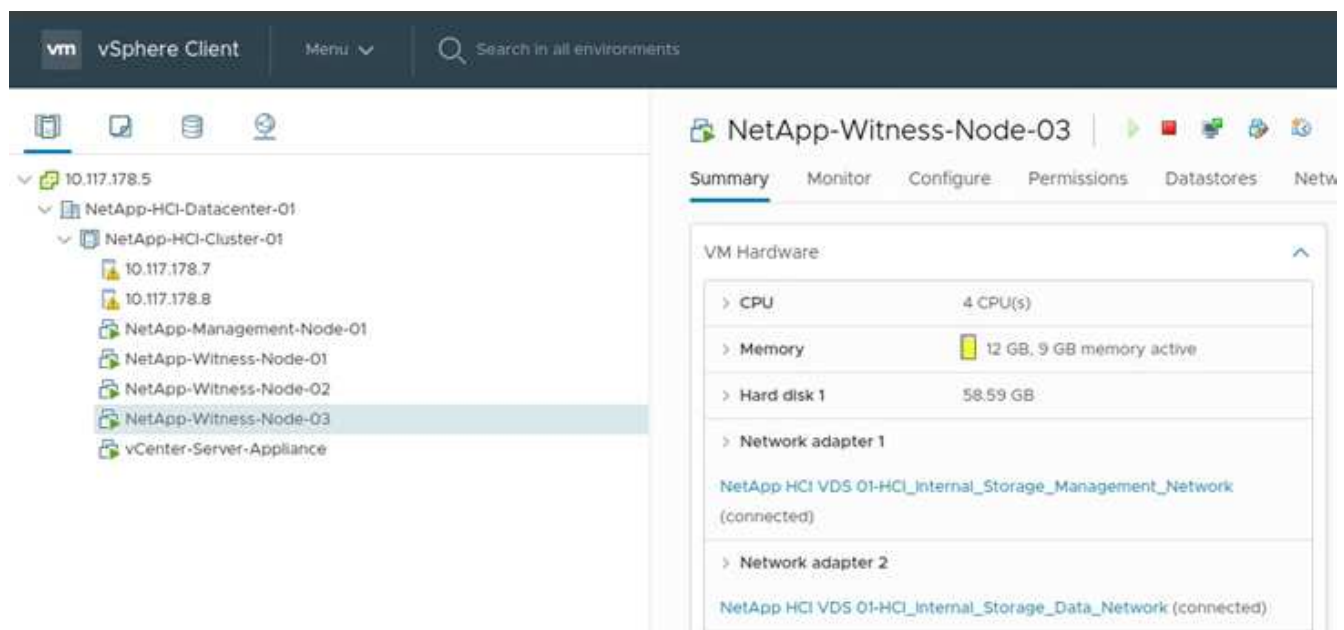 vm vSphere Client Menu Search in all environments
10.117.178.5
NetApp-HCI-Datacenter-01
NetApp-HCI-Cluster-01
10.117.178.7
10.117.178.8
NetApp-Management-Node-01
NetApp-Witness-Node-01
NetApp-Witness-Node-02
NetApp-Witness-Node-03
vCenter-Server-Appliance
NetApp-Witness-Node-03
Summary Monitor Configure Permissions Datastores Netw
VM Hardware
> CPU 4 CPU(s)
> Memory 12 GB, 9 GB memory active
> Hard disk 1 58.59 GB
> Network adapter 1
NetApp HCI VDS 01-HCI_Internal_Storage_Management_Network
(connected)
> Network adapter 2
NetApp HCI VDS 01-HCI_Internal_Storage_Data_Network (connected)